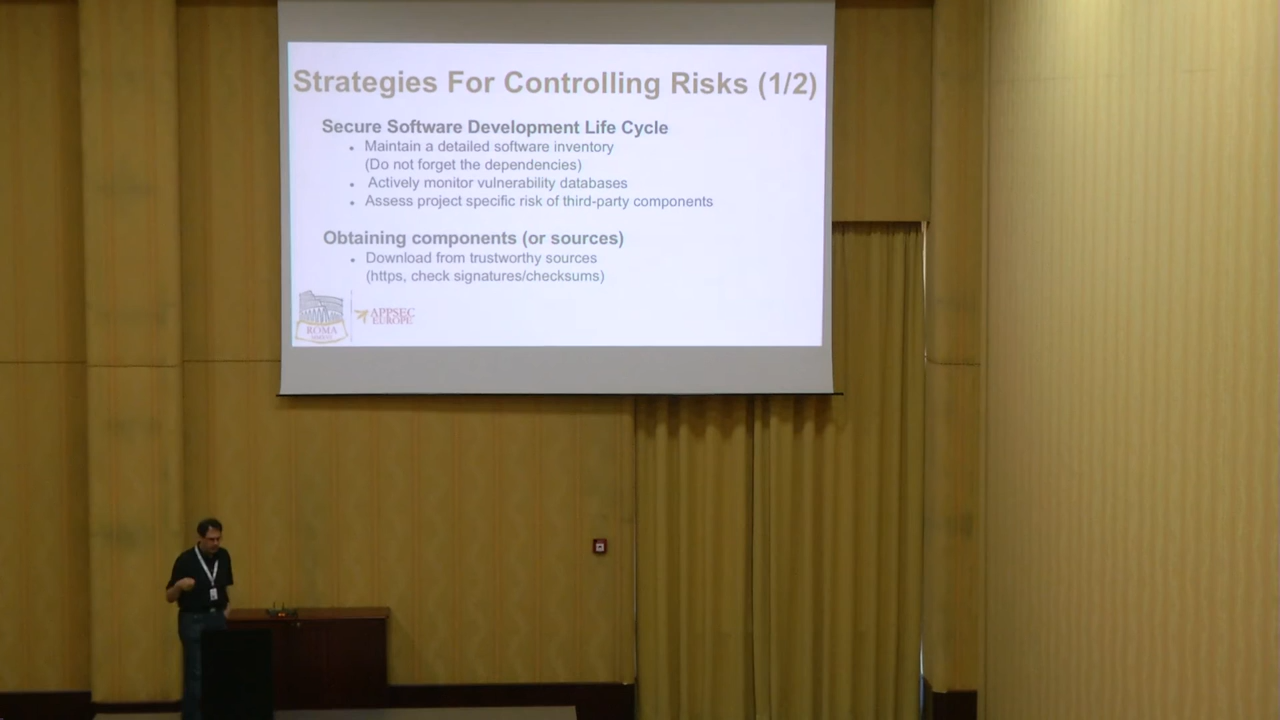 Strategies For Controlling Risks (1/2)
Secure Software Development Life Cycle
• Maintain a detailed software inventory
(Do not forget the dependencies)
• Actively monitor vulnerability databases
• Assess project specific risk of third-party components
Obtaining components (or sources)
• Download from trustworthy sources
(https, check signatures/checksums)
ROMA
APPSEC
EUROPE